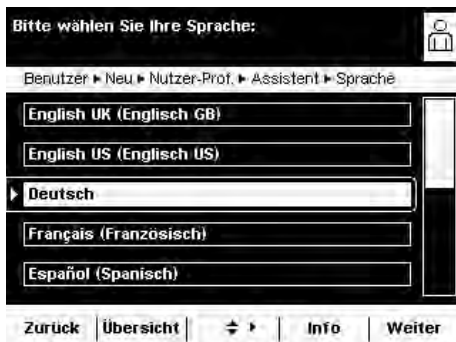 Bitte wählen Sie Ihre Sprache:
Benutzer ▸ Neu ▸ Nutzer-Prof. ▸ Assistent ▸ Sprache
English UK (Englisch GB)
English US (Englisch US)
Deutsch
Français (Französisch)
Español (Spanisch)
Zurück Übersicht Info Weiter